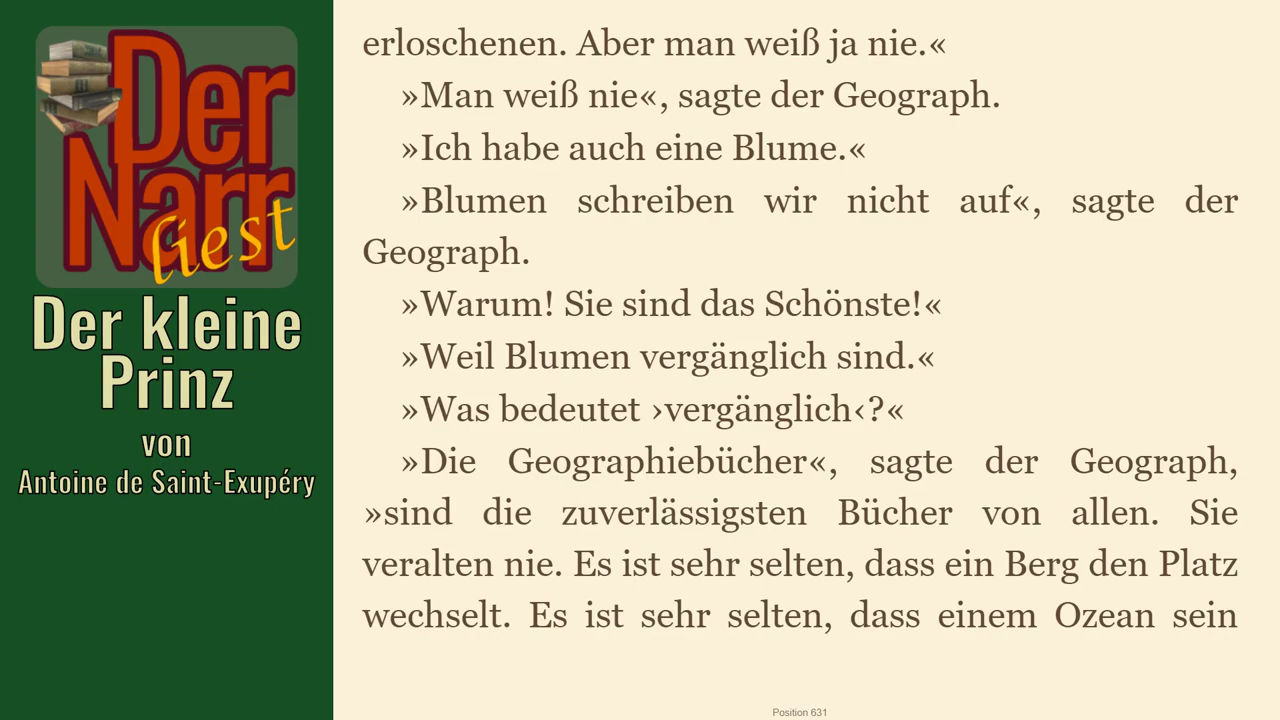 Der
Narr
liest
Der kleine
Prinz
von
Antoine de Saint-Exupéry
erloschenen. Aber man weiß ja nie.«
»Man weiß nie«, sagte der Geograph.
»Ich habe auch eine Blume.«
»Blumen schreiben wir nicht auf«, sagte der
Geograph.
»Warum! Sie sind das Schönste!«
»Weil Blumen vergänglich sind.«
»Was bedeutet ›vergänglich‹?«
»Die Geographiebücher«, sagte der Geograph,
»sind die zuverlässigsten Bücher von allen. Sie
veralten nie. Es ist sehr selten, dass ein Berg den Platz
wechselt. Es ist sehr selten, dass einem Ozean sein
Position 631